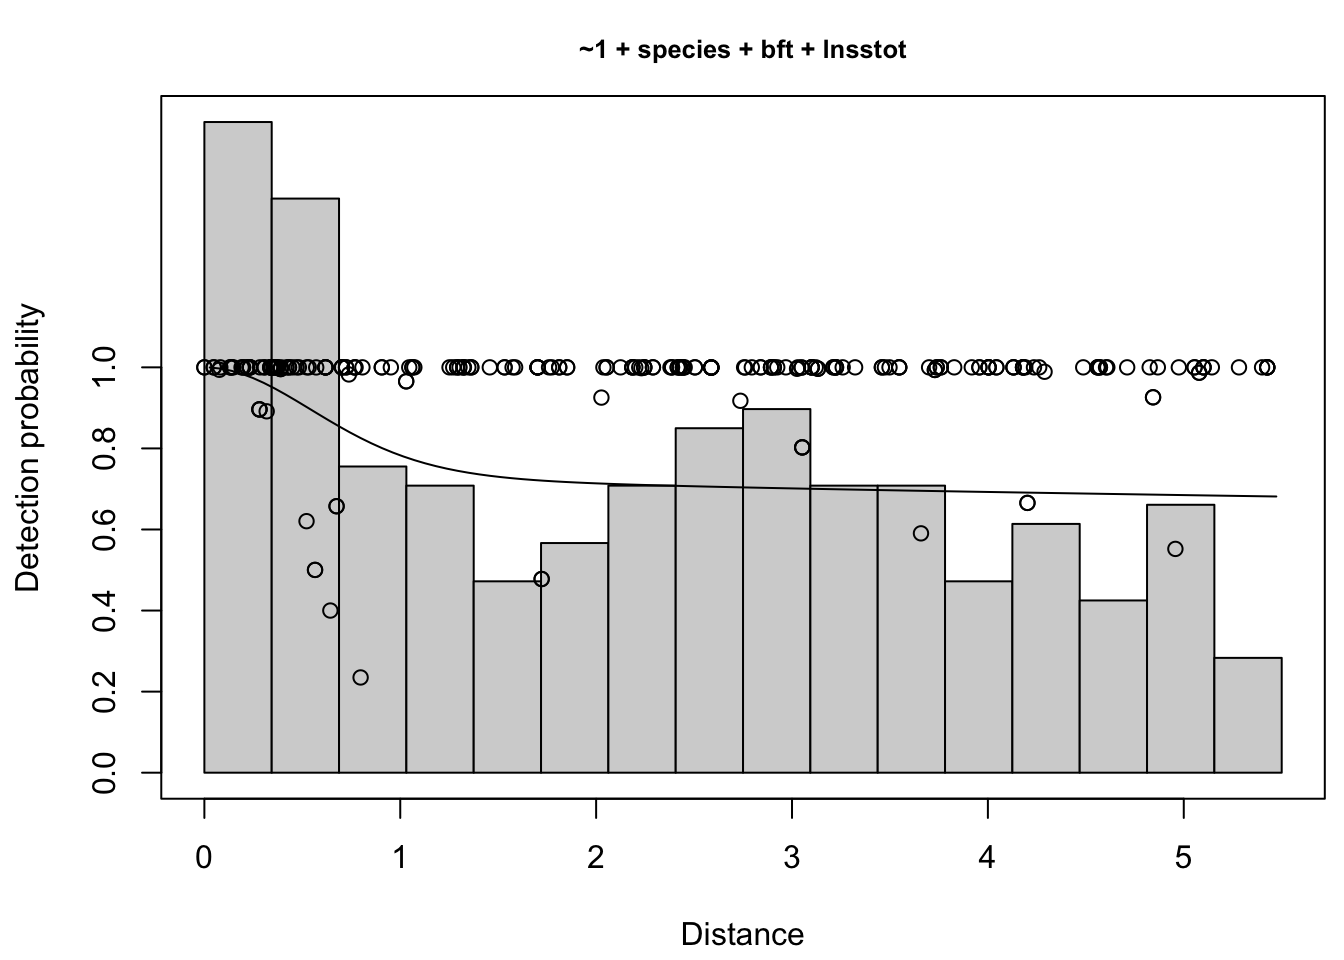 ~1 + species + bft + lnsstot
Detection probability
1.0
0.8
0.6
0.4
0.2
0.0
0 1 2 3 4 5
Distance